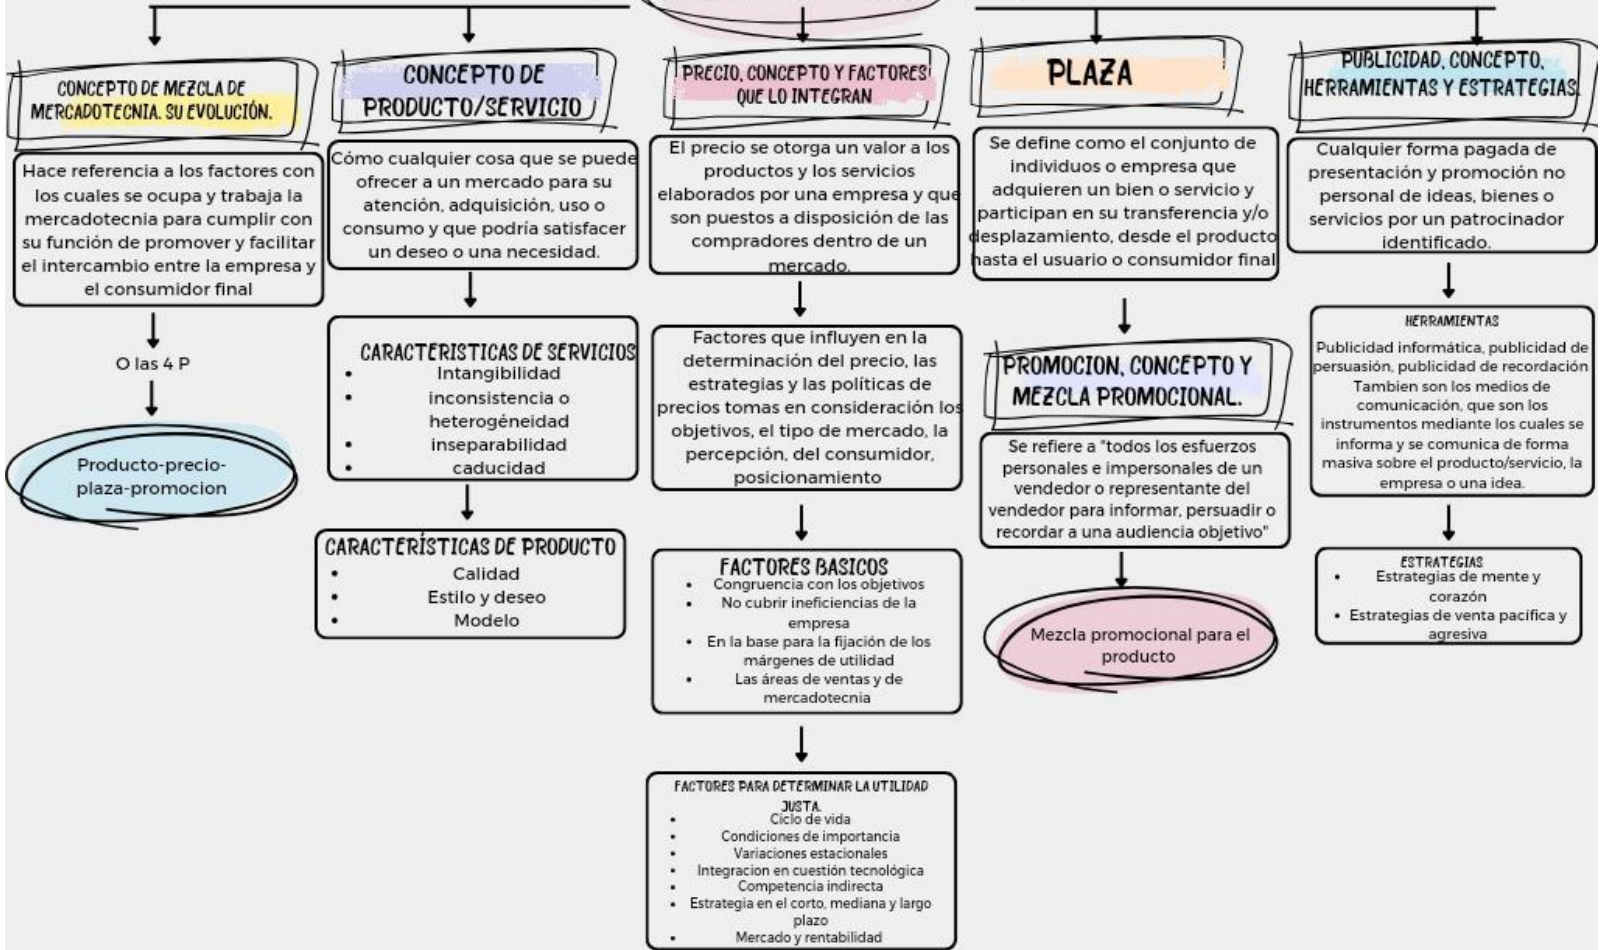 CONCEPTO DE MEZCLA DE
MERCADOTECNIA. SU EVOLUCIÓN.
Hace referencia a los factores con
los cuales se ocupa y trabaja la
mercadotecnia para cumplir con
su función de promover y facilitar
el intercambio entre la empresa y
el consumidor final
O las 4 P
Producto-precio-
plaza-promocion
CONCEPTO DE
PRODUCTO/SERVICIO
Cómo cualquier cosa que se puede
ofrecer a un mercado para su
atención, adquisición, uso o
consumo y que podría satisfacer
un deseo o una necesidad.
CARACTERISTICAS DE SERVICIOS
• Intangibilidad
• inconsistencia o
heterogéneidad
• inseparabilidad
• caducidad
CARACTERÍSTICAS DE PRODUCTO
• Calidad
• Estilo y deseo
• Modelo
PRECIO, CONCEPTO Y FACTORES
QUE LO INTEGRAN
El precio se otorga un valor a los
productos y los servicios
elaborados por una empresa y que
son puestos a disposición de las
compradores dentro de un
mercado.
Factores que influyen en la
determinación del precio, las
estrategias y las políticas de
precios tomas en consideración los
objetivos, el tipo de mercado, la
percepción, del consumidor,
posicionamiento
FACTORES BASICOS
• Congruencia con los objetivos
• No cubrir ineficiencias de la
empresa
• En la base para la fijación de los
márgenes de utilidad
• Las áreas de ventas y de
mercadotecnia
FACTORES PARA DETERMINAR LA UTILIDAD
JUSTA.
• Ciclo de vida
• Condiciones de importancia
• Variaciones estacionales
• Integracion en cuestión tecnológica
• Competencia indirecta
• Estrategia en el corto, mediana y largo
plazo
• Mercado y rentabilidad
PLAZA
Se define como el conjunto de
individuos o empresa que
adquieren un bien o servicio y
participan en su transferencia y/o
desplazamiento, desde el producto
hasta el usuario o consumidor final
PROMOCION, CONCEPTO Y
MEZCLA PROMOCIONAL.
Se refiere a "todos los esfuerzos
personales e impersonales de un
vendedor o representante del
vendedor para informar, persuadir o
recordar a una audiencia objetivo"
Mezcla promocional para el
producto
PUBLICIDAD, CONCEPTO,
HERRAMIENTAS Y ESTRATEGIAS.
Cualquier forma pagada de
presentación y promoción no
personal de ideas, bienes o
servicios por un patrocinador
identificado.
HERRAMIENTAS
Publicidad informática, publicidad de
persuasión, publicidad de recordación
Tambien son los medios de
comunicación, que son los
instrumentos mediante los cuales se
informa y se comunica de forma
masiva sobre el producto/servicio, la
empresa o una idea.
ESTRATEGIAS
• Estrategias de mente y
corazón
• Estrategias de venta pacífica y
agresiva